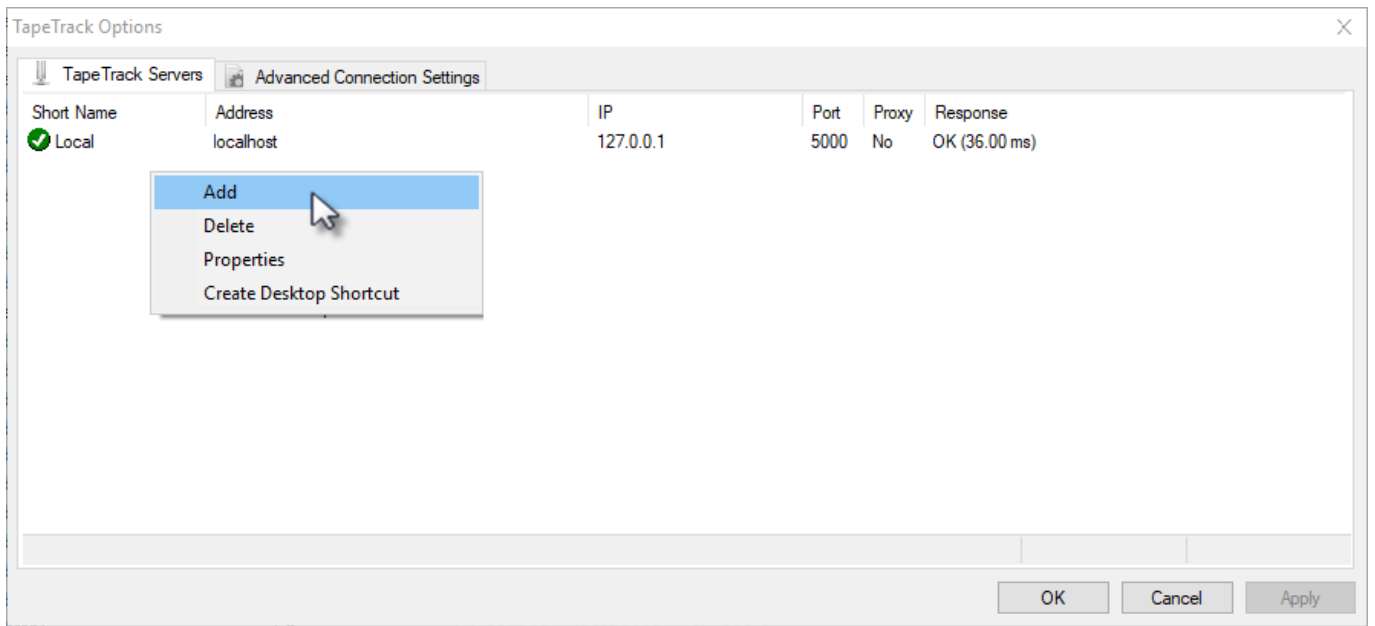 TapeTrack Options
TapeTrack Servers Advanced Connection Settings
Short Name Address IP Port Proxy Response
Local localhost 127.0.0.1 5000 No OK (36.00 ms)
Add
Delete
Properties
Create Desktop Shortcut
OK Cancel Apply